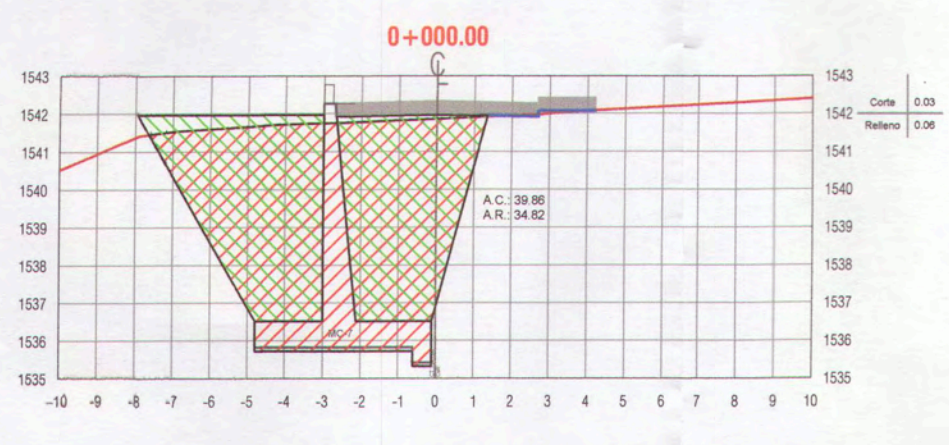 0+000.00
C
L
1543 1543
1542 1542
1541 1541
1540 1540
1539 1539
1538 1538
1537 1537
1536 1536
1535 1535
Corte 0.03
Relleno 0.06
A.C.: 39.86
A.R.: 34.82
MC-7
-10 -9 -8 -7 -6 -5 -4 -3 -2 -1 0 1 2 3 4 5 6 7 8 9 10